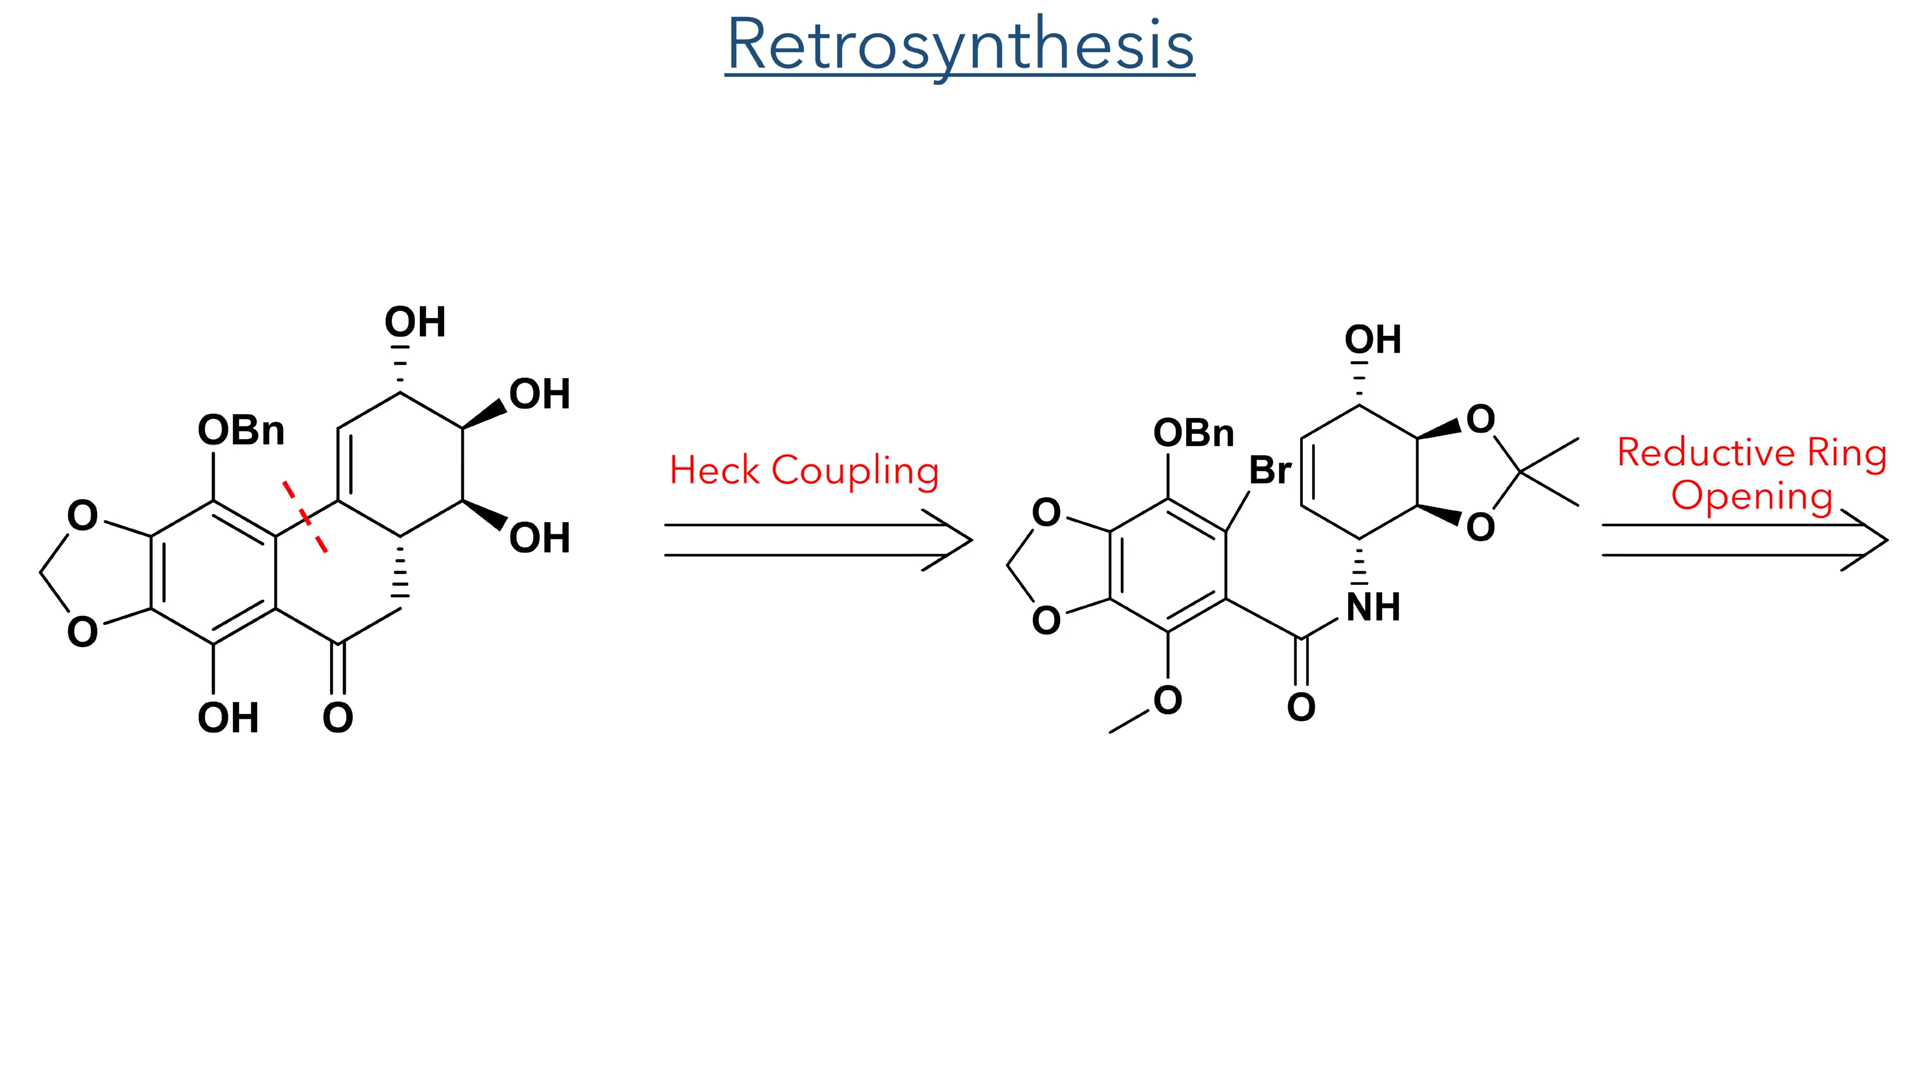 Retrosynthesis
OH
OH
OBn
O
OH
O
OH
O
Heck Coupling
OH
OBn
Br
O
O
O
O
NH
O
O
Reductive Ring
Opening